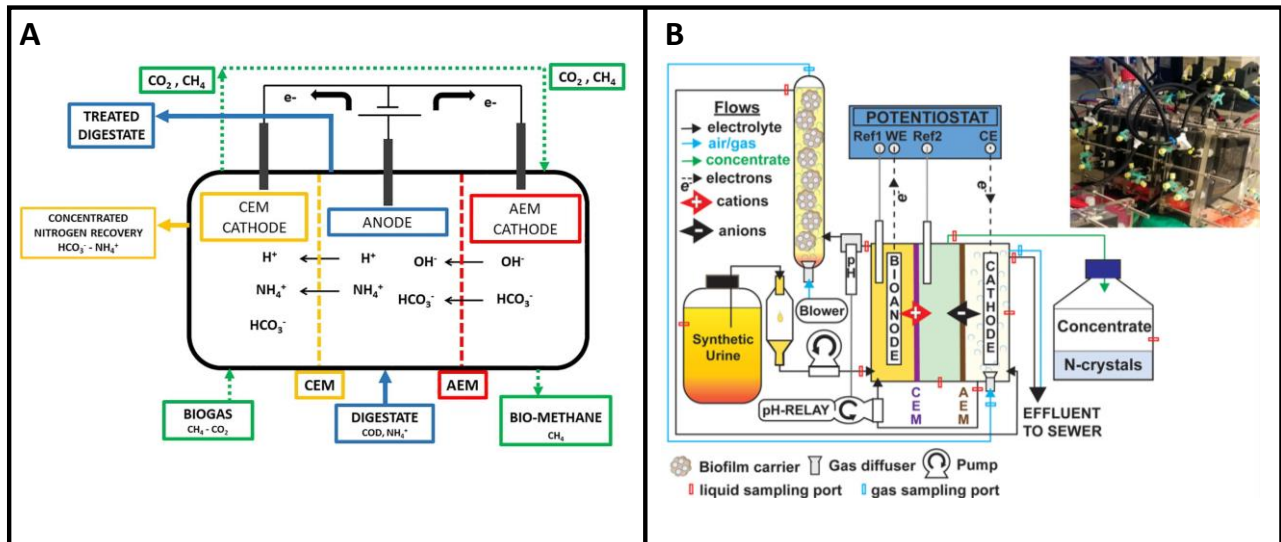 A
CO₂ , CH₄
CO₂ , CH₄
e-
e-
TREATED
DIGESTATE
CEM
CATHODE
ANODE
AEM
CATHODE
CONCENTRATED
NITROGEN RECOVERY
HCO₃⁻ - NH₄⁺
H⁺
H⁺
OH⁻
OH⁻
NH₄⁺
NH₄⁺
HCO₃⁻
HCO₃⁻
HCO₃⁻
CEM
AEM
BIOGAS
CH₄ - CO₂
DIGESTATE
COD, NH₄⁺
BIO-METHANE
CH₄
B
Flows
electrolyte
air/gas
concentrate
electrons
cations
anions
POTENTIOSTAT
Ref1 WE Ref2 CE
e⁻
e⁻
e⁻
pH
Blower
Synthetic
Urine
Pump
pH-RELAY
BIOANODE
CATHODE
CEM
AEM
Concentrate
N-crystals
EFFLUENT
TO SEWER
Biofilm carrier
Gas diffuser
Pump
liquid sampling port
gas sampling port